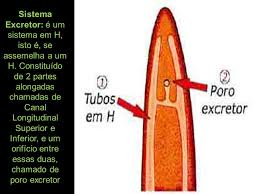 Sistema
Excretor: é um
sistema em H,
isto é, se
assemelha a um
H. Constituído
de 2 partes
alongadas
chamadas de
Canal
Longitudinal
Superior e
Inferior, e um
orifício entre
essas duas,
chamado de
poro excretor
①
Tubos
em H
②
Poro
excretor